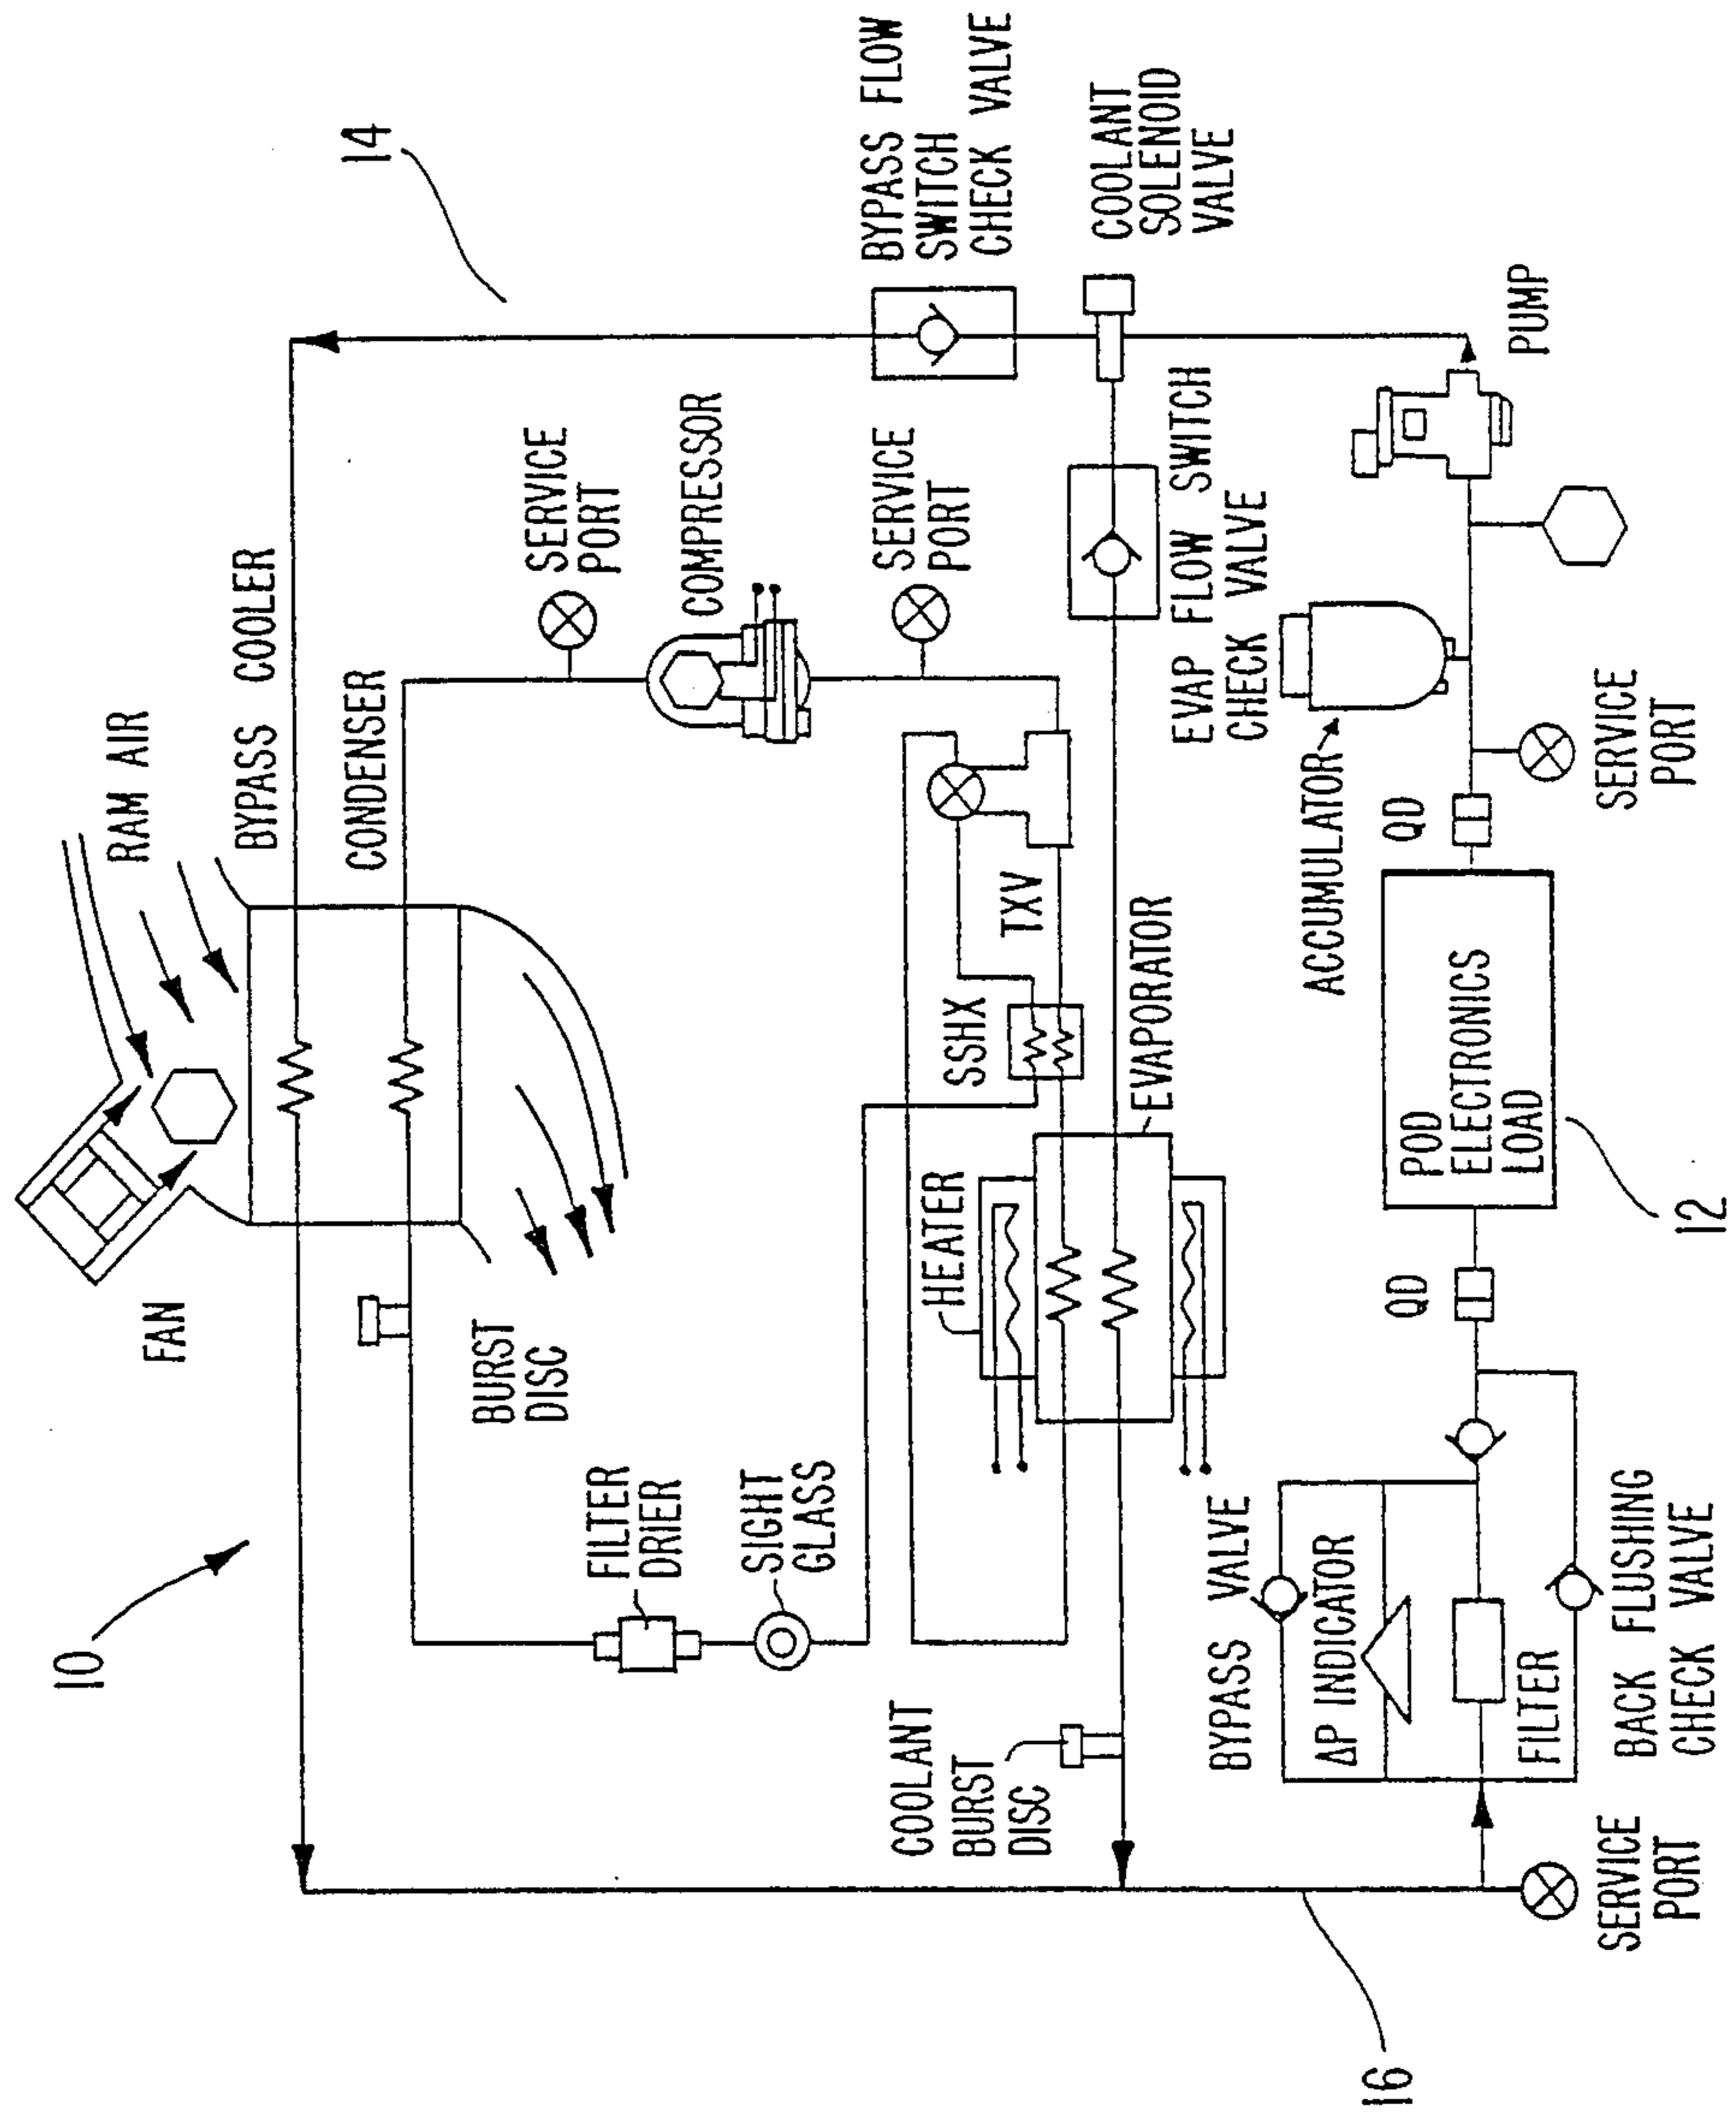 10
14
FAN
RAM AIR
BYPASS COOLER
CONDENSER
BURST
DISC
SERVICE
PORT
COMPRESSOR
FILTER
DRIER
SIGHT
GLASS
SERVICE
PORT
BYPASS FLOW
SWITCH
CHECK VALVE
HEATER
SSHX
TXV
COOLANT
SOLENOID
VALVE
EVAPORATOR
EVAP FLOW SWITCH
CHECK VALVE
COOLANT
BURST
DISC
BYPASS VALVE
ΔP INDICATOR
FILTER
BACK FLUSHING
CHECK VALVE
QD
POD
ELECTRONICS
LOAD
12
QD
ACCUMULATOR
SERVICE
PORT
PUMP
SERVICE
PORT
16